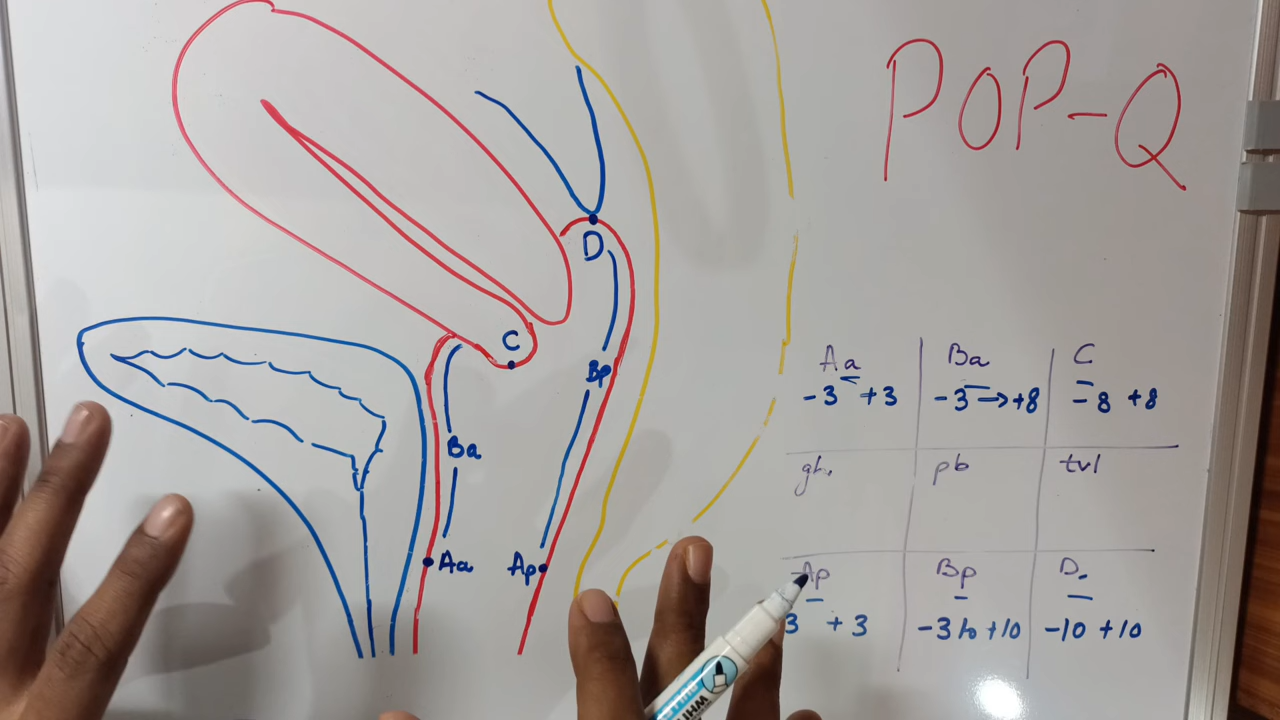 POP-Q
D
C
Bp
Ba
Aa
Ap
Aa Ba C
-3 +3 -3 → +8 -8 +8
gh pb tvl
Ap Bp D
3 +3 -3 to +10 -10 +10